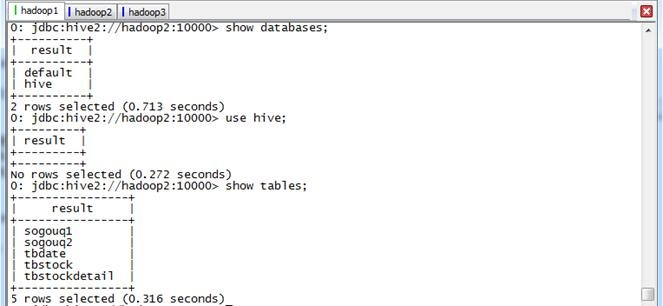 hadoop1 hadoop2 hadoop3
0: jdbc:hive2://hadoop2:10000> show databases;
+----------+
|  result  |
+----------+
| default  |
| hive     |
+----------+
2 rows selected (0.713 seconds)
0: jdbc:hive2://hadoop2:10000> use hive;
+---------+
| result  |
+---------+
+---------+
No rows selected (0.272 seconds)
0: jdbc:hive2://hadoop2:10000> show tables;
+----------------+
|     result     |
+----------------+
| sogouq1        |
| sogouq2        |
| tbdate         |
| tbstock        |
| tbstockdetail  |
+----------------+
5 rows selected (0.316 seconds)